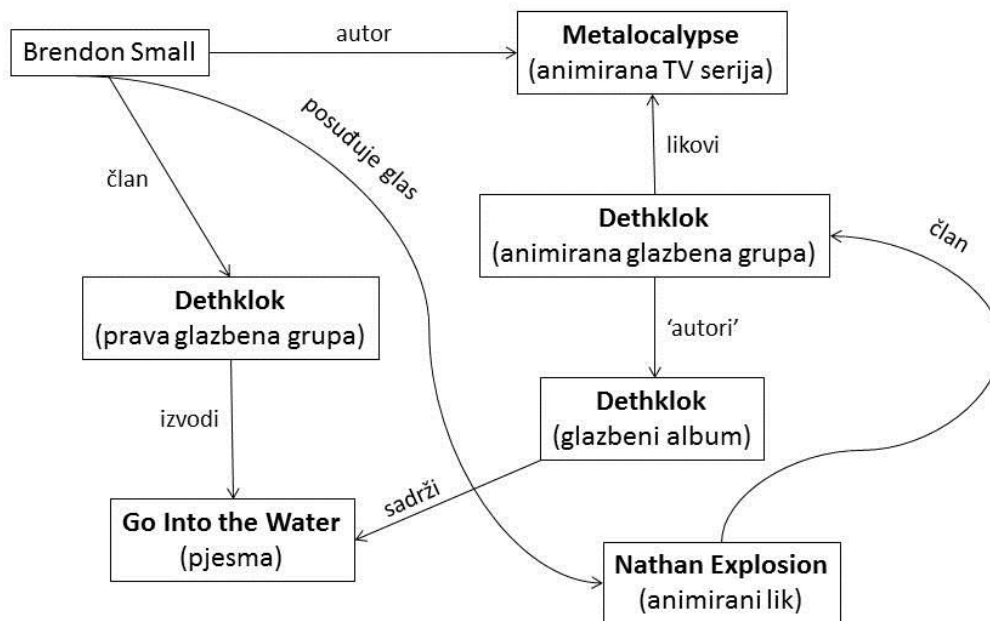 Brendon Small
autor
Metalocalypse
(animirana TV serija)
posuđuje glas
likovi
član
Dethklok
(animirana glazbena grupa)
član
Dethklok
(prava glazbena grupa)
'autori'
Dethklok
(glazbeni album)
izvodi
sadrži
Go Into the Water
(pjesma)
Nathan Explosion
(animirani lik)